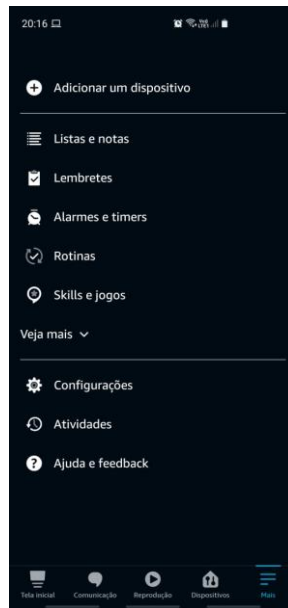 20:16
Adicionar um dispositivo
Listas e notas
Lembretes
Alarmes e timers
Rotinas
Skills e jogos
Veja mais
Configurações
Atividades
Ajuda e feedback
Tela inicial Comunicação Reprodução Dispositivos Mais